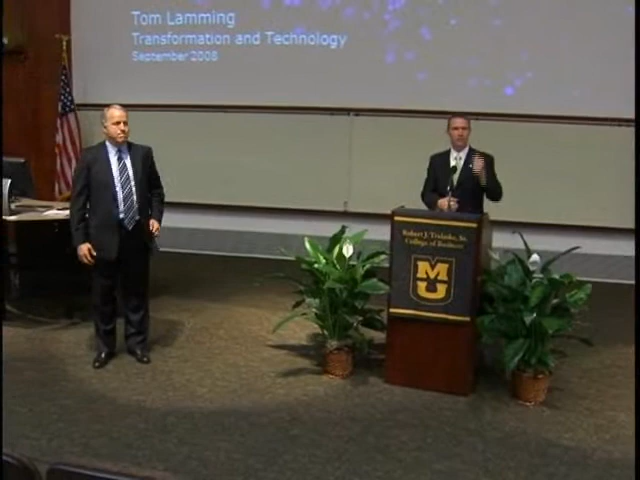 Tom Lamming
Transformation and Technology
September 2008
Robert J. Trulaske, Sr.
College of Business
MU